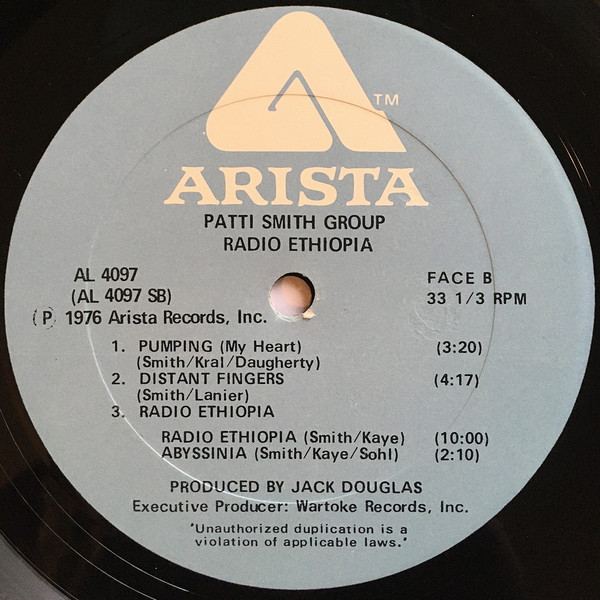 TM
ARISTA
PATTI SMITH GROUP
RADIO ETHIOPIA
AL 4097
(AL 4097 SB)
Ⓟ 1976 Arista Records, Inc.
FACE B
33 1/3 RPM
1. PUMPING (My Heart) (3:20)
(Smith/Kral/Daugherty)
2. DISTANT FINGERS (4:17)
(Smith/Lanier)
3. RADIO ETHIOPIA
RADIO ETHIOPIA (Smith/Kaye) (10:00)
ABYSSINIA (Smith/Kaye/Sohl) (2:10)
PRODUCED BY JACK DOUGLAS
Executive Producer: Wartoke Records, Inc.
"Unauthorized duplication is a
violation of applicable laws."